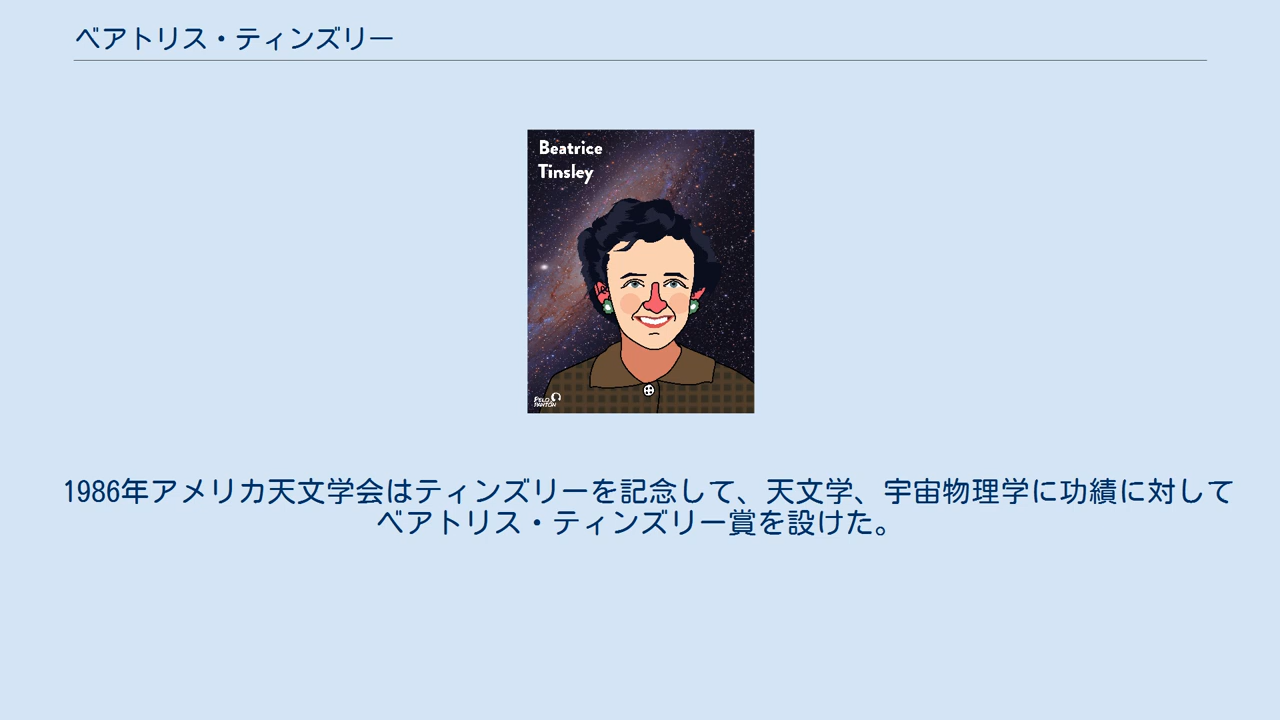 ベアトリス・ティンズリー
Beatrice
Tinsley
PELO
PANTON
1986年アメリカ天文学会はティンズリーを記念して、天文学、宇宙物理学に功績に対して
ベアトリス・ティンズリー賞を設けた。